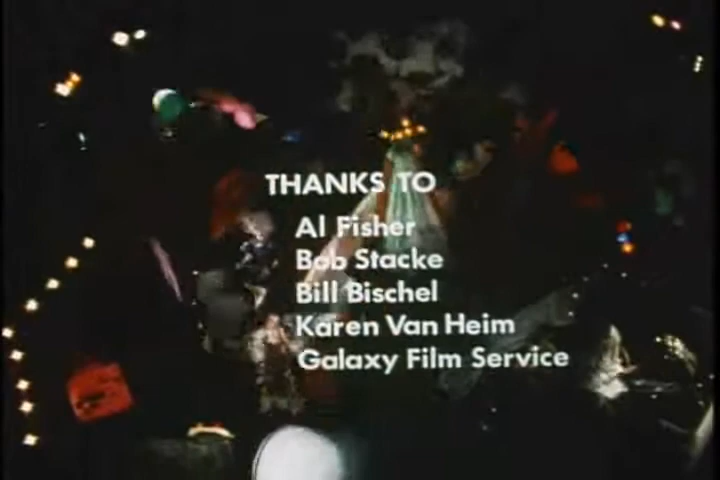 THANKS TO
Al Fisher
Bob Stacke
Bill Bischel
Karen Van Heim
Galaxy Film Service